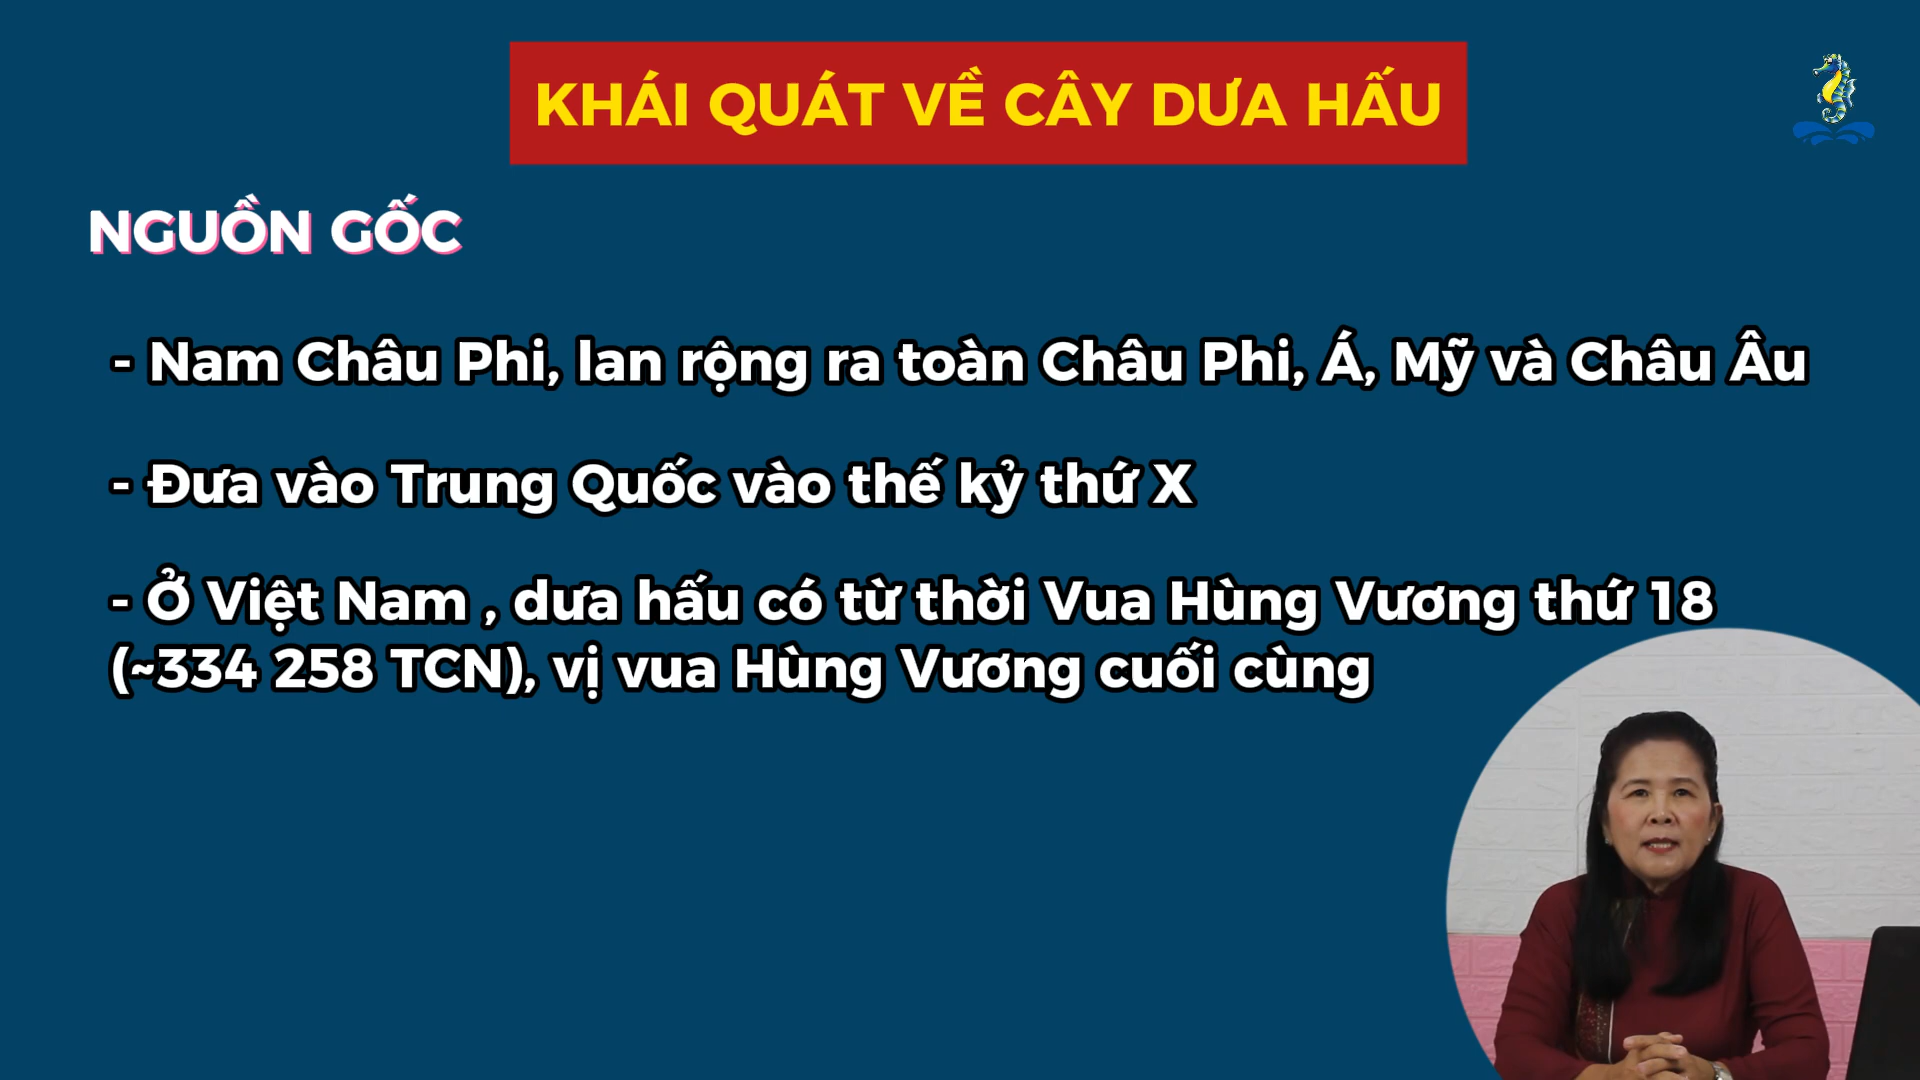 KHÁI QUÁT VỀ CÂY DƯA HẤU
NGUỒN GỐC
- Nam Châu Phi, lan rộng ra toàn Châu Phi, Á, Mỹ và Châu Âu
- Đưa vào Trung Quốc vào thế kỷ thứ X
- Ở Việt Nam , dưa hấu có từ thời Vua Hùng Vương thứ 18
(~334 258 TCN), vị vua Hùng Vương cuối cùng